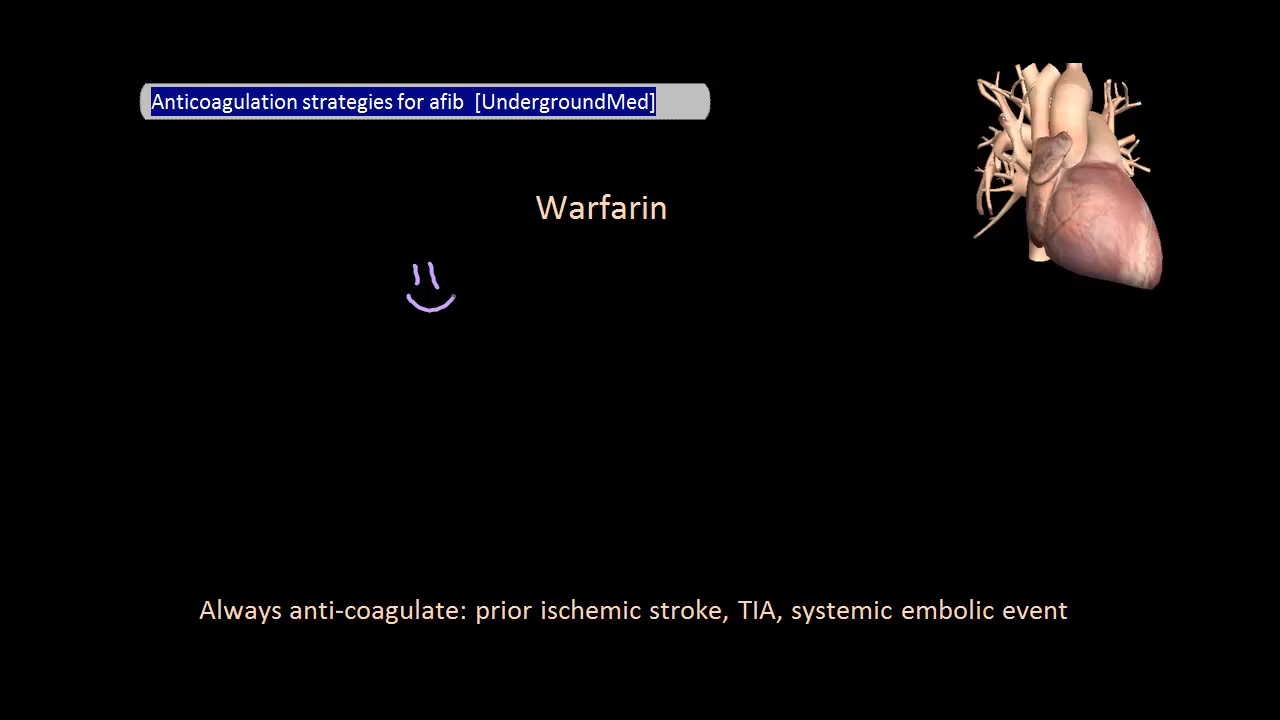 Anticoagulation strategies for afib [UndergroundMed]
Warfarin
Always anti-coagulate: prior ischemic stroke, TIA, systemic embolic event